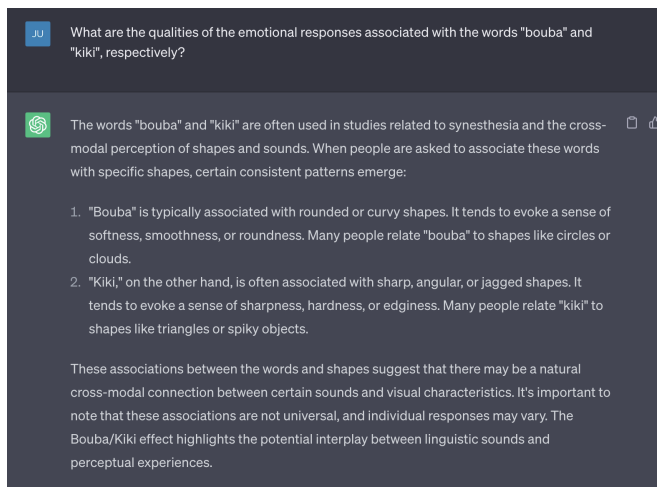 JU
What are the qualities of the emotional responses associated with the words "bouba" and
"kiki", respectively?
The words "bouba" and "kiki" are often used in studies related to synesthesia and the cross-
modal perception of shapes and sounds. When people are asked to associate these words
with specific shapes, certain consistent patterns emerge:
1. "Bouba" is typically associated with rounded or curvy shapes. It tends to evoke a sense of
softness, smoothness, or roundness. Many people relate "bouba" to shapes like circles or
clouds.
2. "Kiki," on the other hand, is often associated with sharp, angular, or jagged shapes. It
tends to evoke a sense of sharpness, hardness, or edginess. Many people relate "kiki" to
shapes like triangles or spiky objects.
These associations between the words and shapes suggest that there may be a natural
cross-modal connection between certain sounds and visual characteristics. It's important to
note that these associations are not universal, and individual responses may vary. The
Bouba/Kiki effect highlights the potential interplay between linguistic sounds and
perceptual experiences.